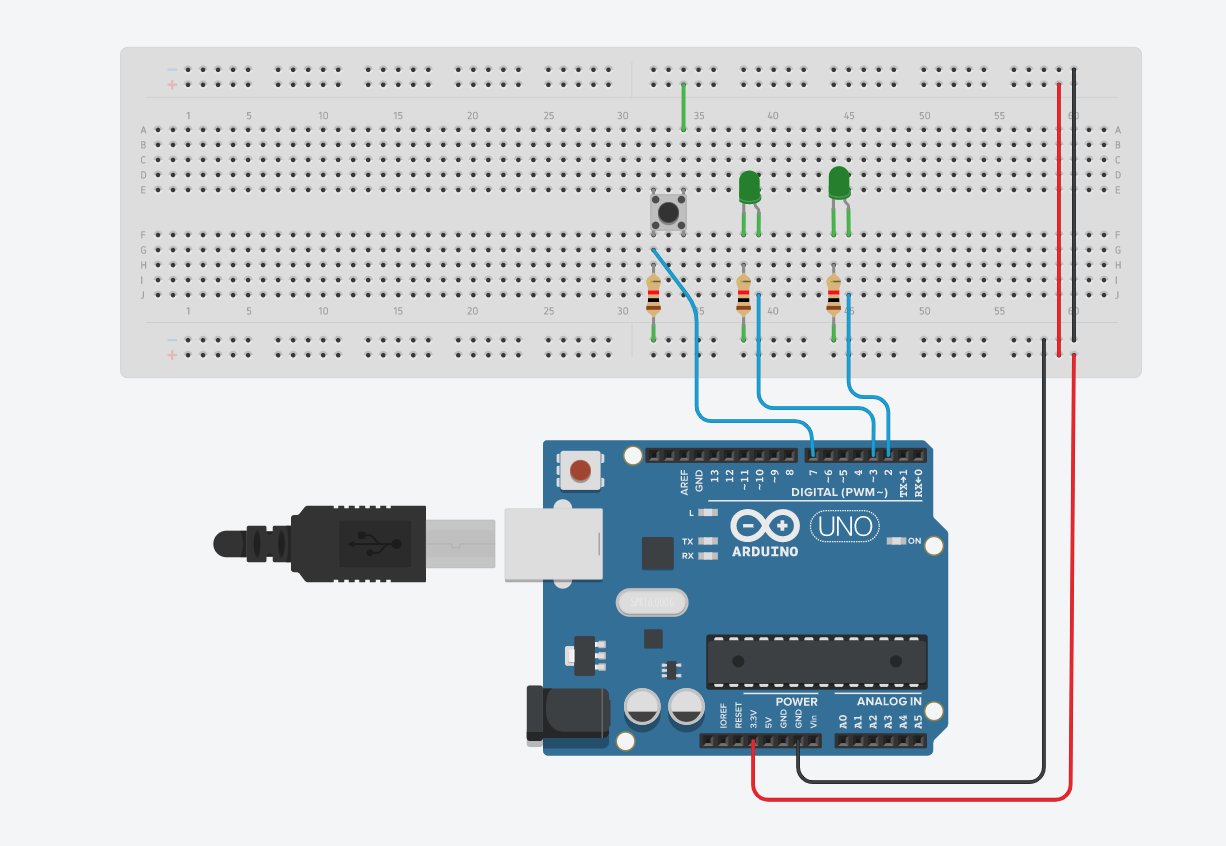 − −
+ +
1 5 10 15 20 25 30 35 40 45 50 55 60
A A
B B
C C
D D
E E
F F
G G
H H
I I
J J
1 5 10 15 20 25 30 35 40 45 50 55 60
−
+
AREF GND 13 12 ~11 ~10 ~9 8 7 ~6 ~5 4 ~3 2 TX→1 RX←0
DIGITAL (PWM~)
L
TX
RX
− +
ARDUINO
UNO
ON
POWER ANALOG IN
IOREF RESET 3.3V 5V GND GND Vin A0 A1 A2 A3 A4 A5